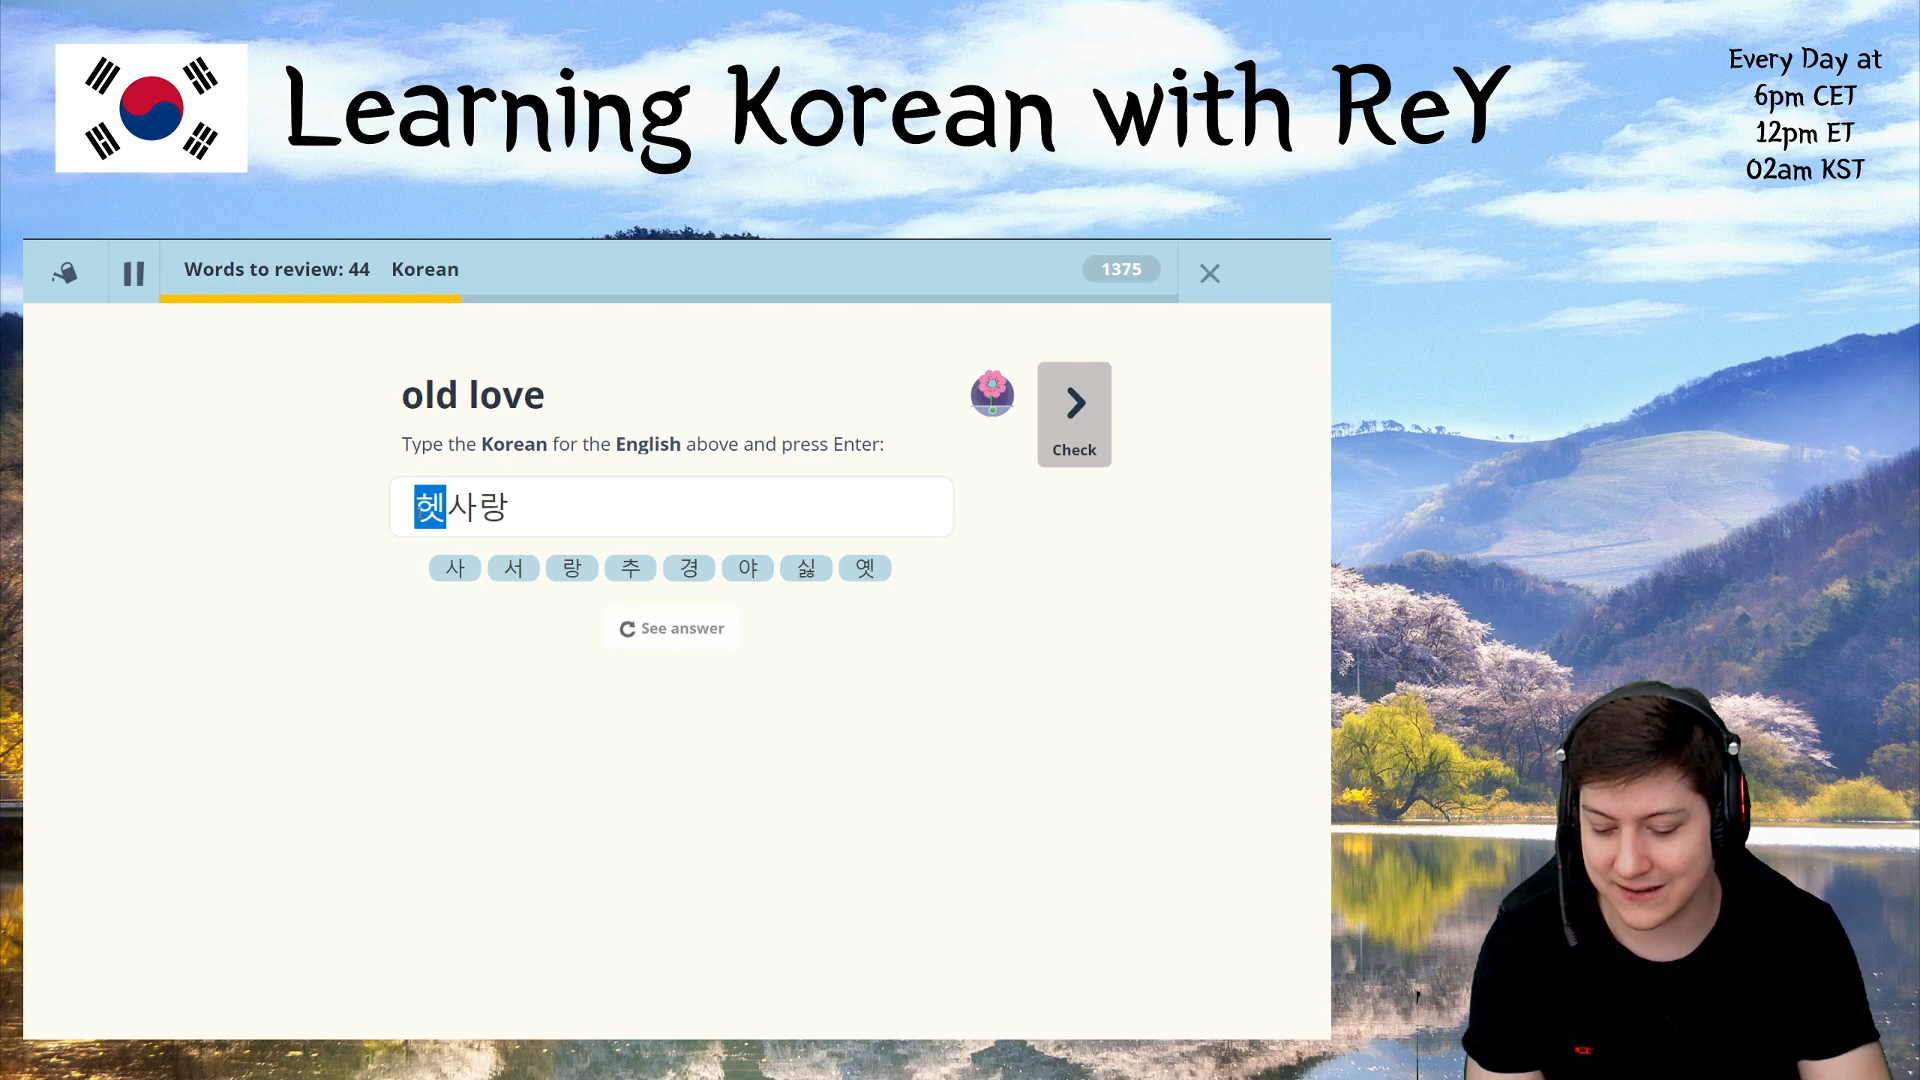 Learning Korean with ReY
Every Day at
6pm CET
12pm ET
02am KST
Words to review: 44 Korean
1375
old love
Type the Korean for the English above and press Enter:
Check
헷사랑
사 서 랑 추 경 야 싫 옛
See answer